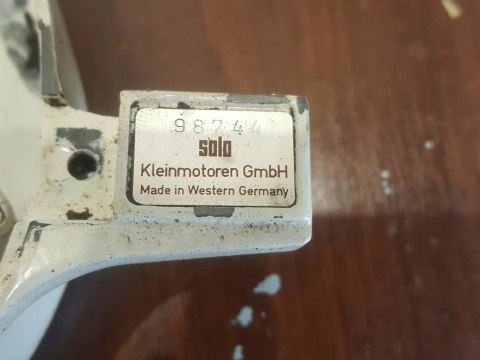 98744
solo
Kleinmotoren GmbH
Made in Western Germany